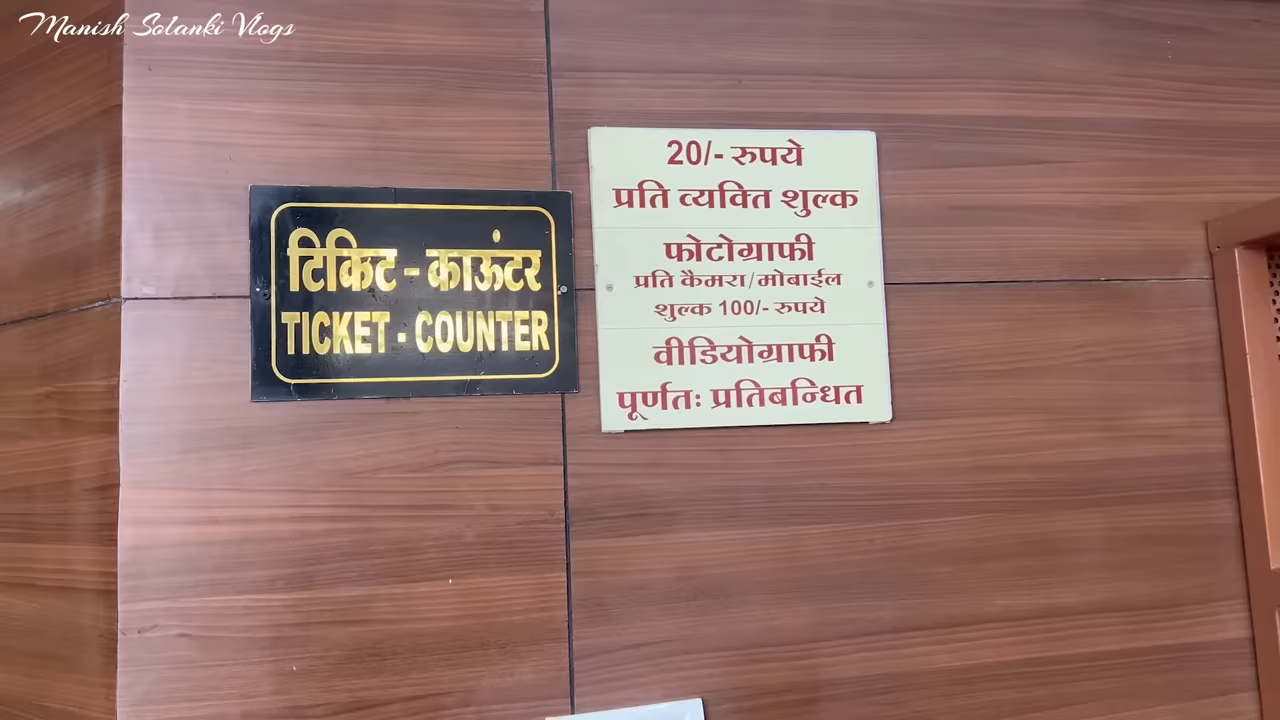 Manish Solanki Vlogs
टिकिट - काऊंटर
TICKET - COUNTER
20/- रुपये
प्रति व्यक्ति शुल्क
फोटोग्राफी
प्रति कैमरा/मोबाईल
शुल्क 100/- रुपये
वीडियोग्राफी
पूर्णतः प्रतिबन्धित